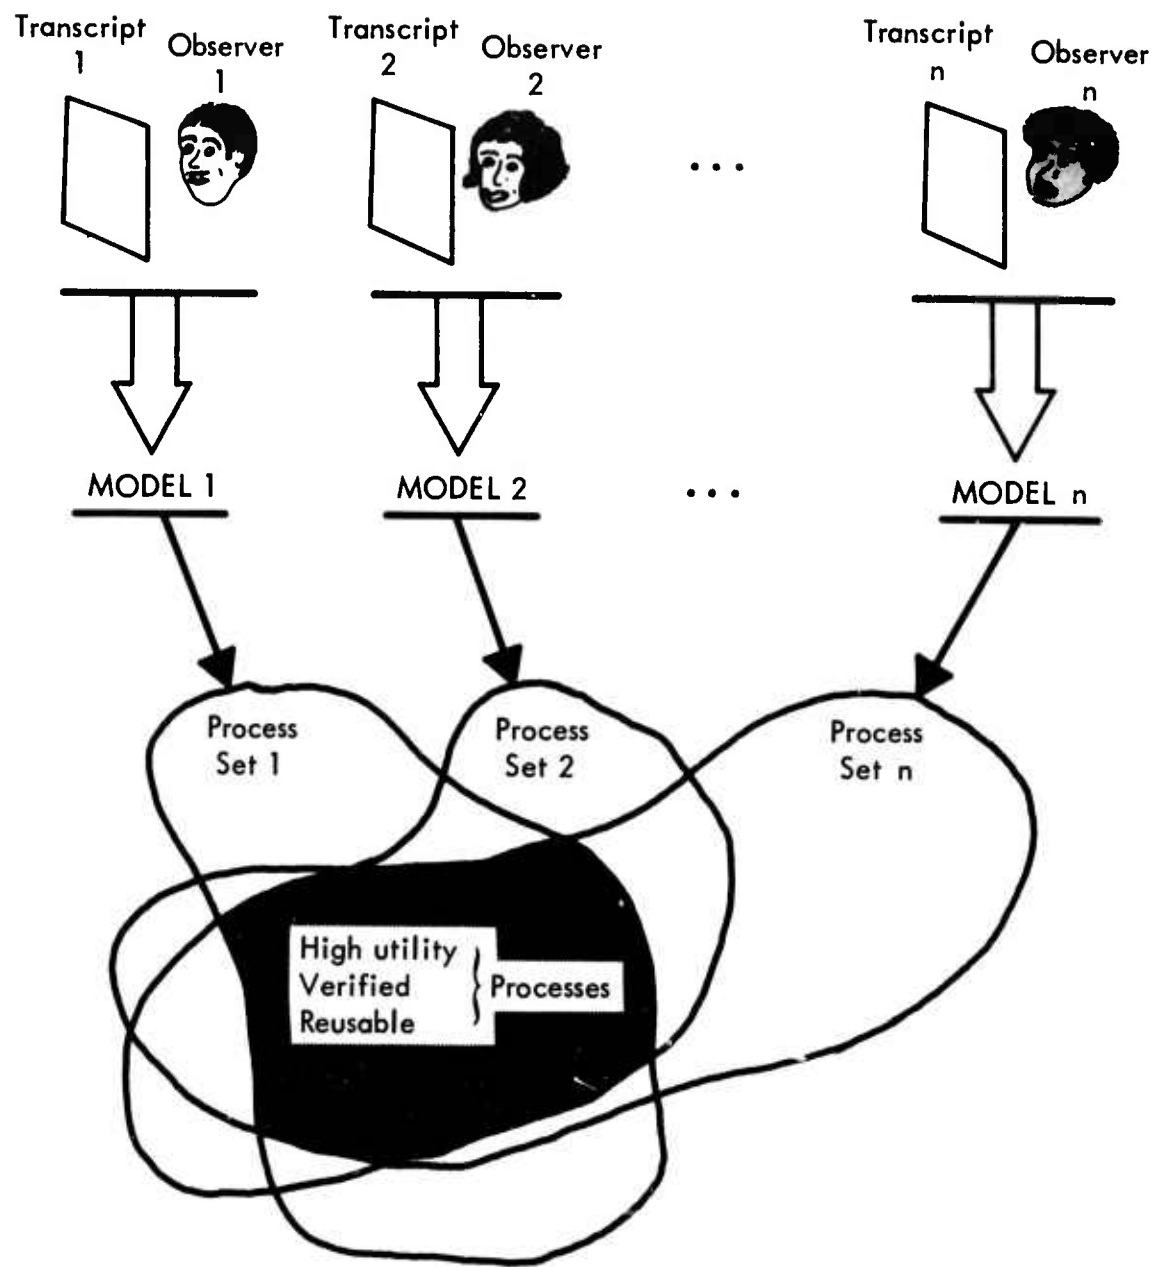 Transcript
1
Observer
1
Transcript
2
Observer
2
Transcript
n
Observer
n
...
MODEL 1
MODEL 2
...
MODEL n
Process
Set 1
Process
Set 2
Process
Set n
High utility
Verified
Reusable
Processes